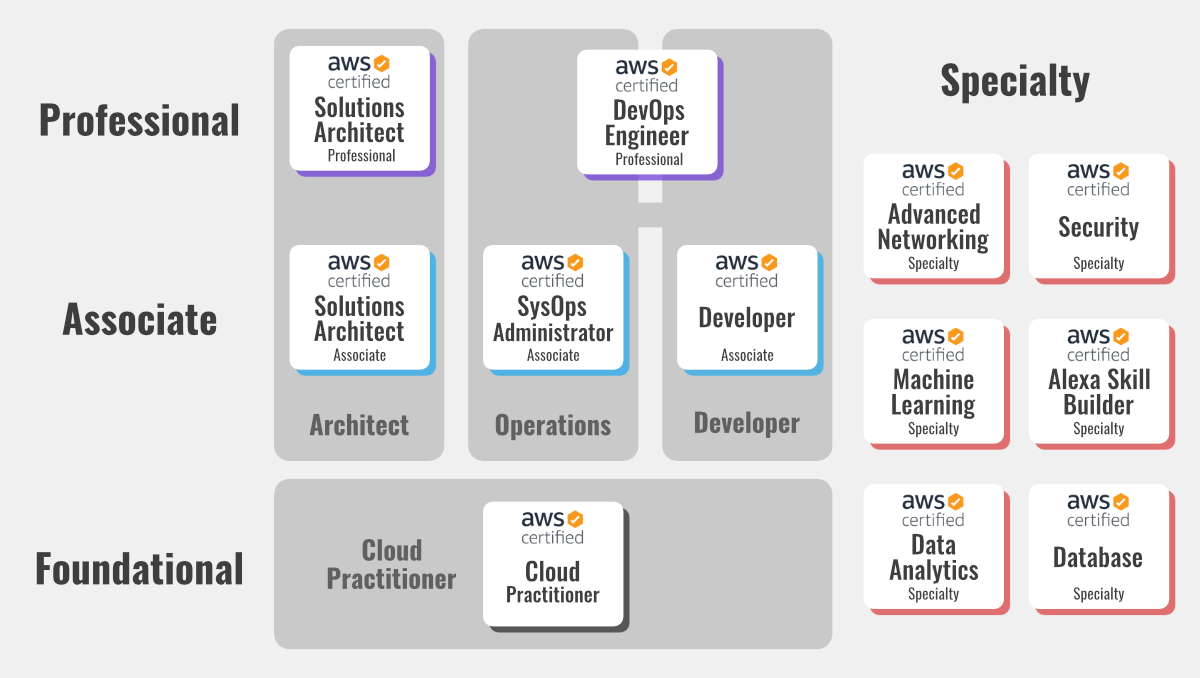 Professional
aws
certified
Solutions
Architect
Professional
aws
certified
DevOps
Engineer
Professional
Associate
aws
certified
Solutions
Architect
Associate
aws
certified
SysOps
Administrator
Associate
aws
certified
Developer
Associate
Architect
Operations
Developer
Foundational
Cloud
Practitioner
aws
certified
Cloud
Practitioner
Specialty
aws
certified
Advanced
Networking
Specialty
aws
certified
Security
Specialty
aws
certified
Machine
Learning
Specialty
aws
certified
Alexa Skill
Builder
Specialty
aws
certified
Data
Analytics
Specialty
aws
certified
Database
Specialty